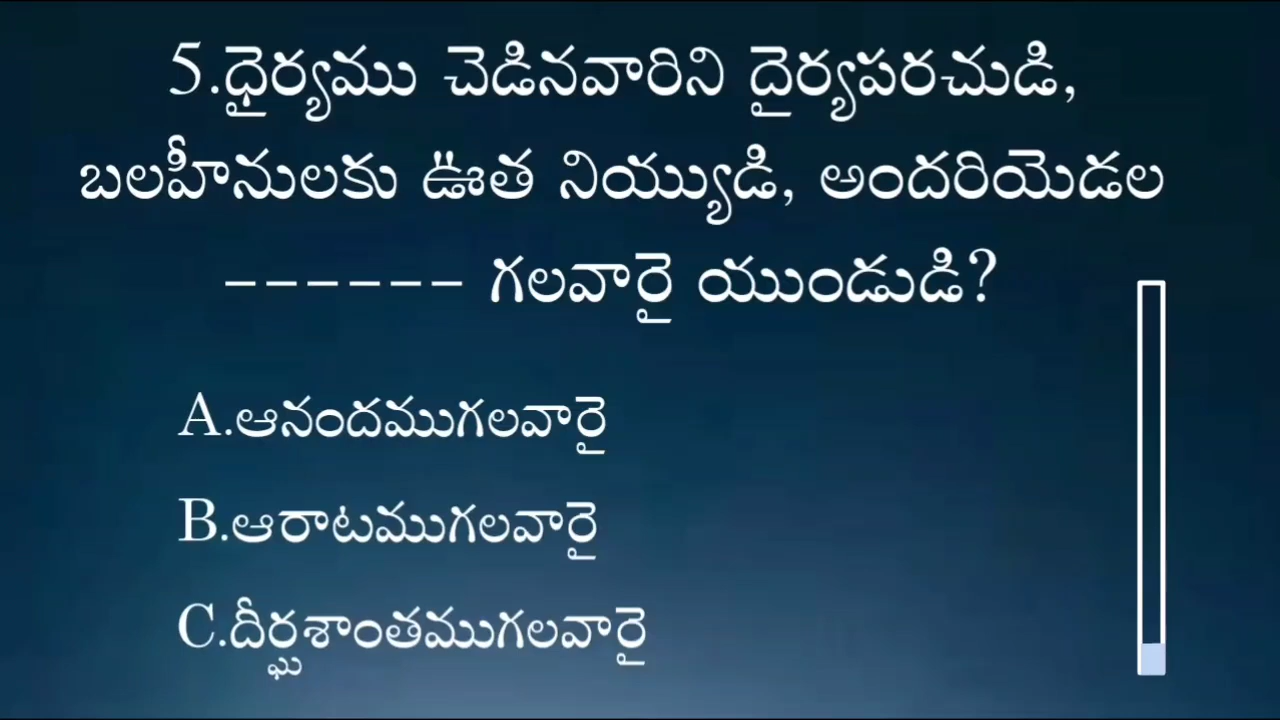 5.ధైర్యము చెడినవారిని దైర్యపరచుడి,
బలహీనులకు ఊత నియ్యుడి, అందరియెడల
------ గలవారై యుండుడి?
A.ఆనందముగలవారై
B.ఆరాటముగలవారై
C.దీర్ఘశాంతముగలవారై